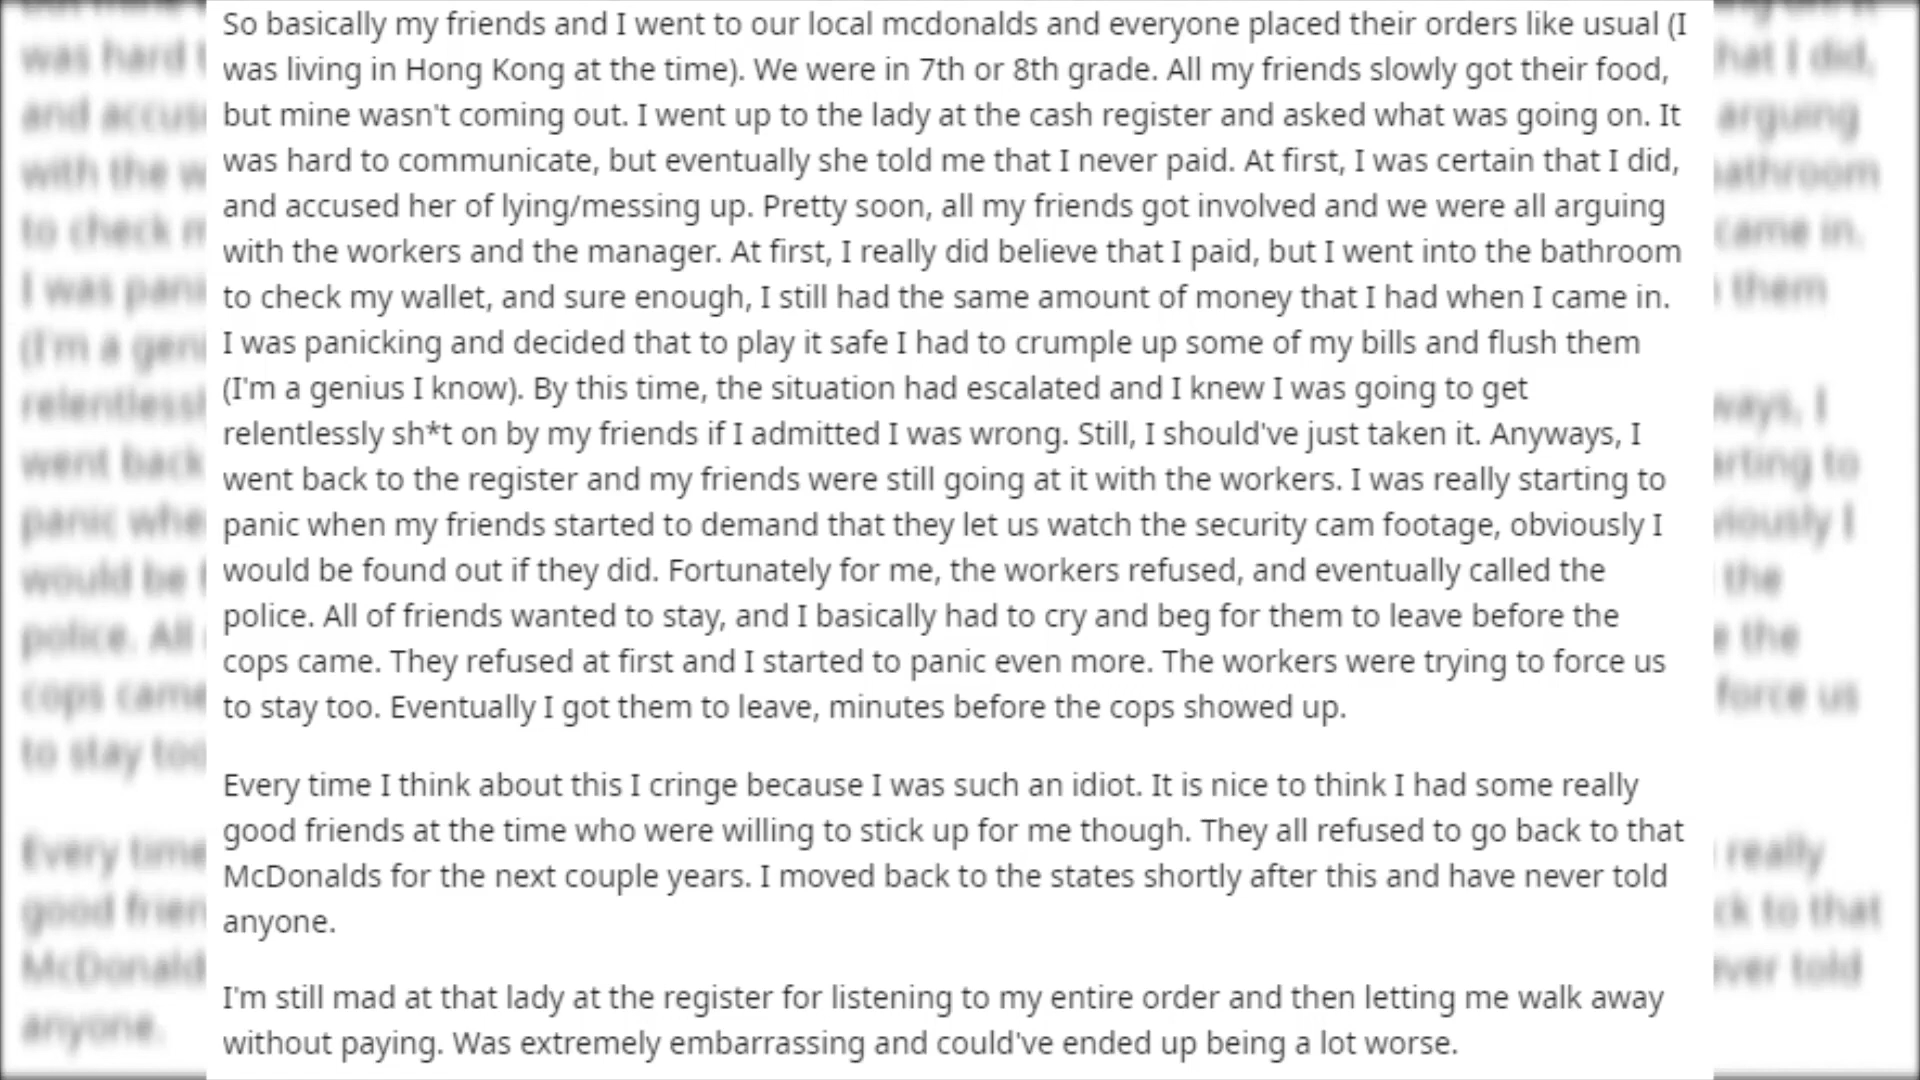 So basically my friends and I went to our local mcdonalds and everyone placed their orders like usual (I
was living in Hong Kong at the time). We were in 7th or 8th grade. All my friends slowly got their food,
but mine wasn't coming out. I went up to the lady at the cash register and asked what was going on. It
was hard to communicate, but eventually she told me that I never paid. At first, I was certain that I did,
and accused her of lying/messing up. Pretty soon, all my friends got involved and we were all arguing
with the workers and the manager. At first, I really did believe that I paid, but I went into the bathroom
to check my wallet, and sure enough, I still had the same amount of money that I had when I came in.
I was panicking and decided that to play it safe I had to crumple up some of my bills and flush them
(I'm a genius I know). By this time, the situation had escalated and I knew I was going to get
relentlessly sh*t on by my friends if I admitted I was wrong. Still, I should've just taken it. Anyways, I
went back to the register and my friends were still going at it with the workers. I was really starting to
panic when my friends started to demand that they let us watch the security cam footage, obviously I
would be found out if they did. Fortunately for me, the workers refused, and eventually called the
police. All of friends wanted to stay, and I basically had to cry and beg for them to leave before the
cops came. They refused at first and I started to panic even more. The workers were trying to force us
to stay too. Eventually I got them to leave, minutes before the cops showed up.
Every time I think about this I cringe because I was such an idiot. It is nice to think I had some really
good friends at the time who were willing to stick up for me though. They all refused to go back to that
McDonalds for the next couple years. I moved back to the states shortly after this and have never told
anyone.
I'm still mad at that lady at the register for listening to my entire order and then letting me walk away
without paying. Was extremely embarrassing and could've ended up being a lot worse.